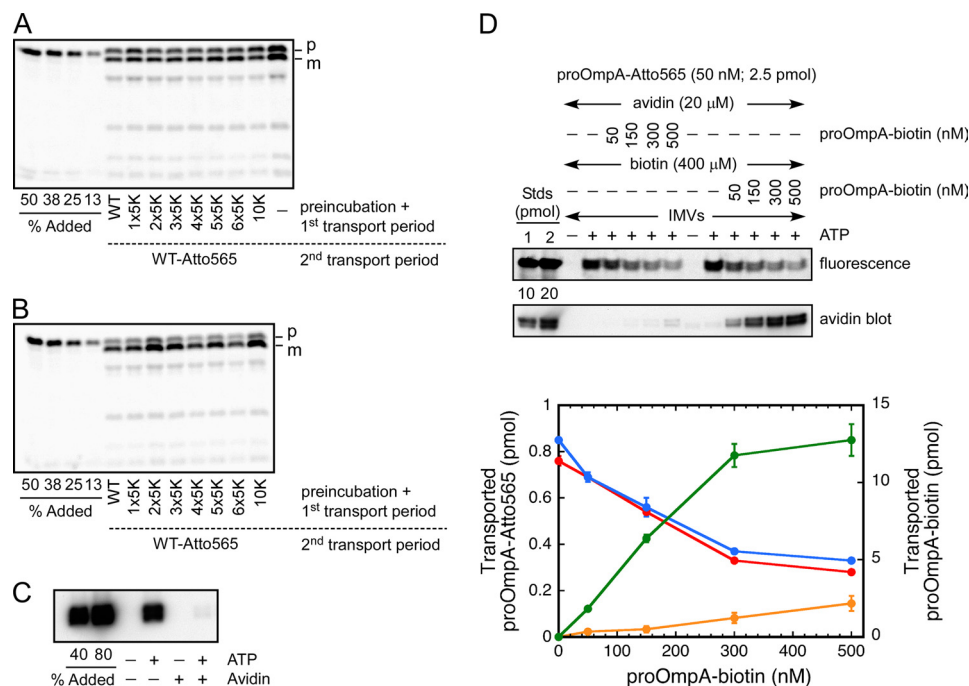 A
p
m
50 38 25 13
% Added
WT 1x5K 2x5K 3x5K 4x5K 5x5K 6x5K 10K –
preincubation +
1st transport period
WT-Atto565
2nd transport period
B
p
m
50 38 25 13
% Added
WT 1x5K 2x5K 3x5K 4x5K 5x5K 6x5K 10K
preincubation +
1st transport period
WT-Atto565
2nd transport period
C
40 80 – + – + ATP
% Added – – + + Avidin
D
proOmpA-Atto565 (50 nM; 2.5 pmol)
avidin (20 μM)
– – 50 150 300 500 – – – – – – proOmpA-biotin (nM)
biotin (400 μM)
50 150 300 500 proOmpA-biotin (nM)
Stds
(pmol)
IMVs
1 2 – + + + + + – + + + + + ATP
fluorescence
10 20
avidin blot
Transported
proOmpA-Atto565 (pmol)
1
0.8
0.6
0.4
0.2
0
15
10
5
0
Transported
proOmpA-biotin (pmol)
0 100 200 300 400 500
proOmpA-biotin (nM)